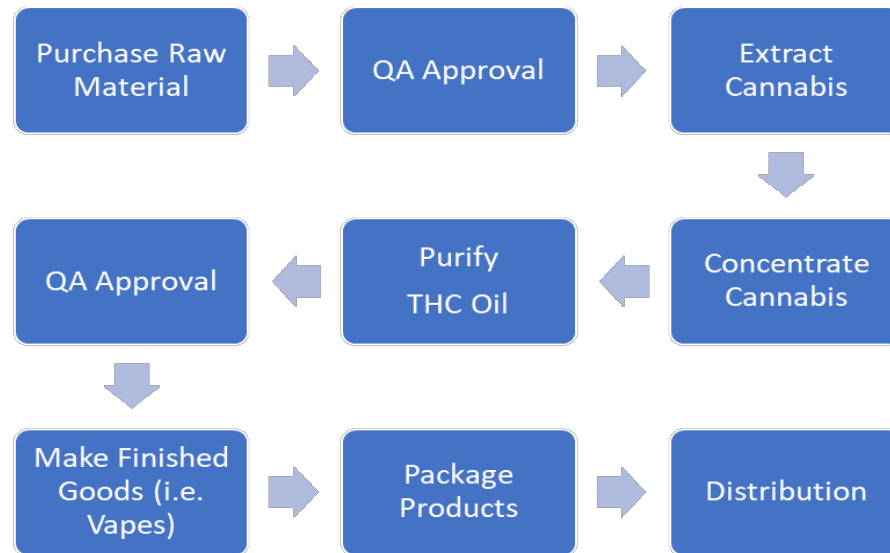 Purchase Raw
Material
QA Approval
Extract
Cannabis
QA Approval
Purify
THC Oil
Concentrate
Cannabis
Make Finished
Goods (i.e.
Vapes)
Package
Products
Distribution